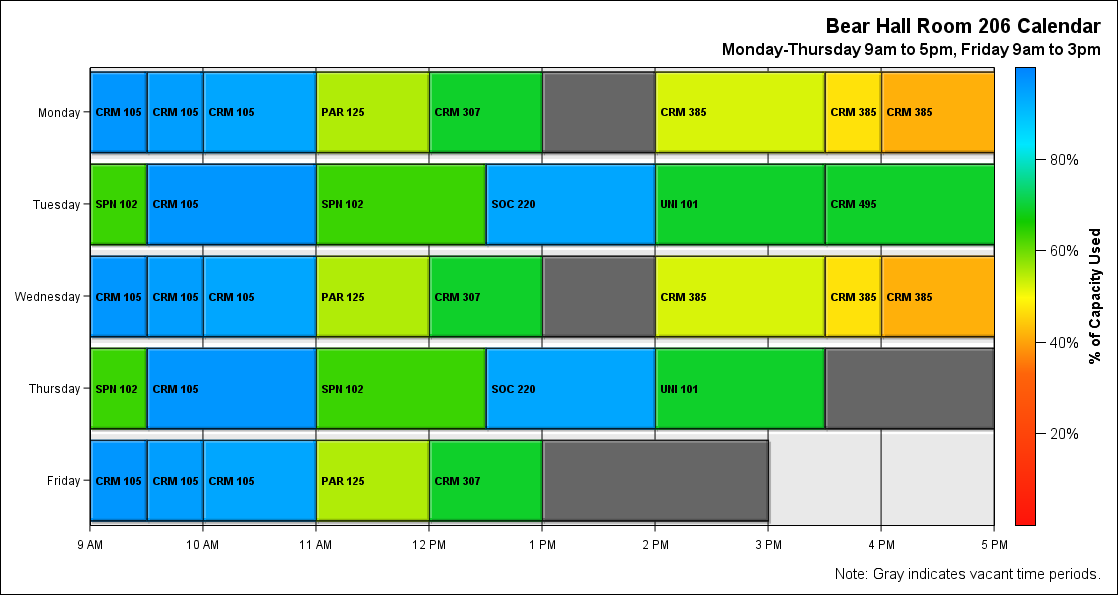 Bear Hall Room 206 Calendar
Monday-Thursday 9am to 5pm, Friday 9am to 3pm
Monday CRM 105 CRM 105 CRM 105 PAR 125 CRM 307 CRM 385 CRM 385 CRM 385
80%
Tuesday SPN 102 CRM 105 SPN 102 SOC 220 UNI 101 CRM 495
60%
% of Capacity Used
Wednesday CRM 105 CRM 105 CRM 105 PAR 125 CRM 307 CRM 385 CRM 385 CRM 385
40%
Thursday SPN 102 CRM 105 SPN 102 SOC 220 UNI 101
20%
Friday CRM 105 CRM 105 CRM 105 PAR 125 CRM 307
9 AM 10 AM 11 AM 12 PM 1 PM 2 PM 3 PM 4 PM 5 PM
Note: Gray indicates vacant time periods.